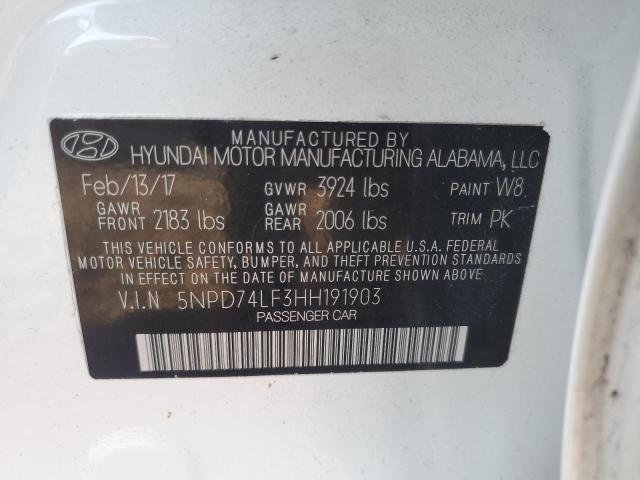 MANUFACTURED BY
HYUNDAI MOTOR MANUFACTURING ALABAMA, LLC
Feb/13/17 GVWR 3924 lbs PAINT W8
GAWR FRONT 2183 lbs GAWR REAR 2006 lbs TRIM PK
THIS VEHICLE CONFORMS TO ALL APPLICABLE U.S.A. FEDERAL
MOTOR VEHICLE SAFETY, BUMPER, AND THEFT PREVENTION STANDARDS
IN EFFECT ON THE DATE OF MANUFACTURE SHOWN ABOVE.
V.I.N 5NPD74LF3HH191903
PASSENGER CAR